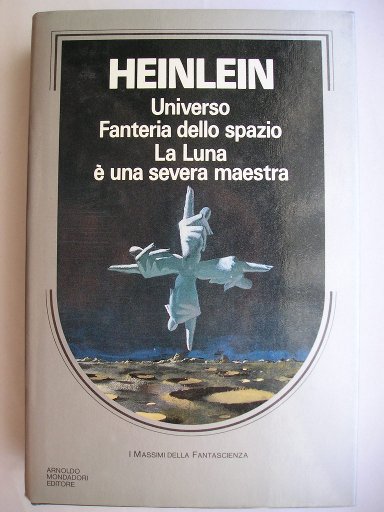 HEINLEIN
Universo
Fanteria dello spazio
La Luna
è una severa maestra
I MASSIMI DELLA FANTASCIENZA
ARNOLDO
MONDADORI
EDITORE